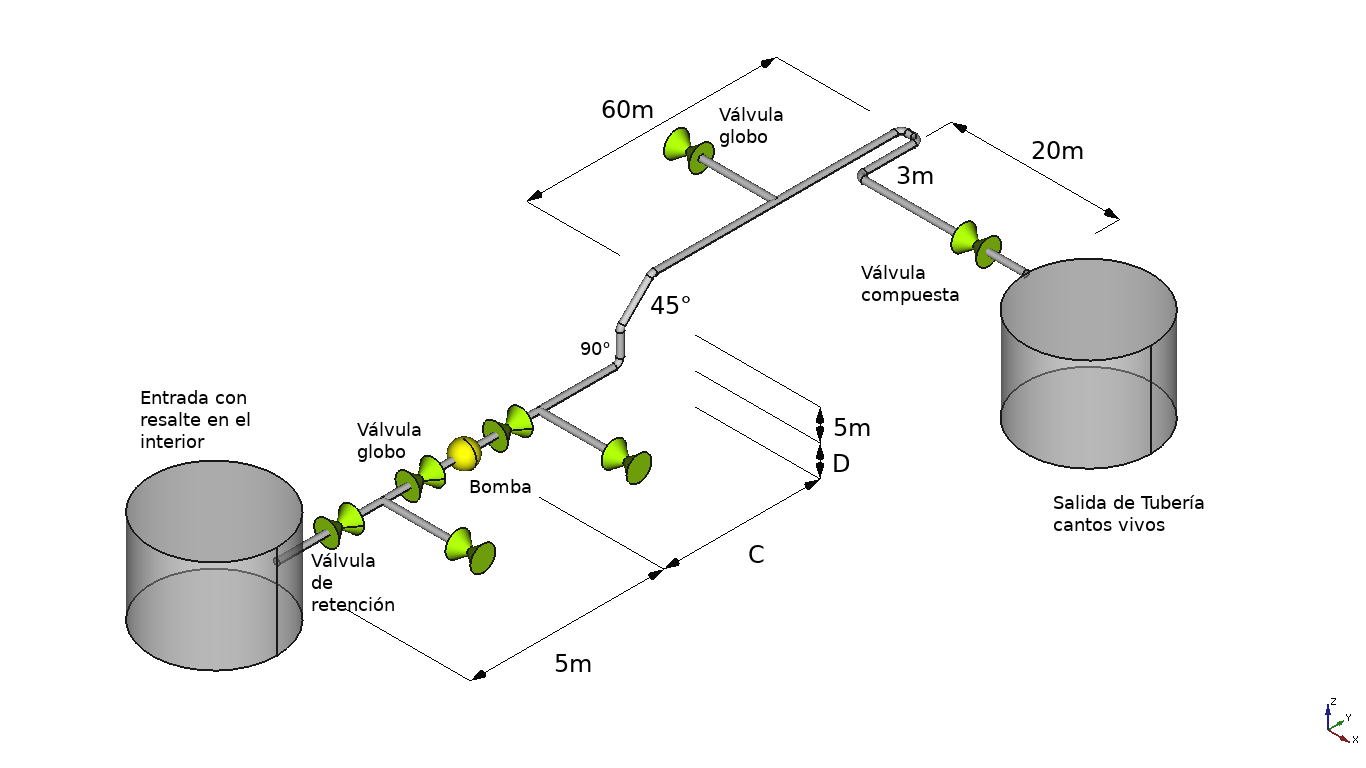 60m
Válvula
globo
20m
3m
Válvula
compuesta
45°
90°
Entrada con
resalte en el
interior
Válvula
globo
5m
D
Bomba
Salida de Tubería
cantos vivos
C
Válvula
de
retención
5m
Z
Y
X